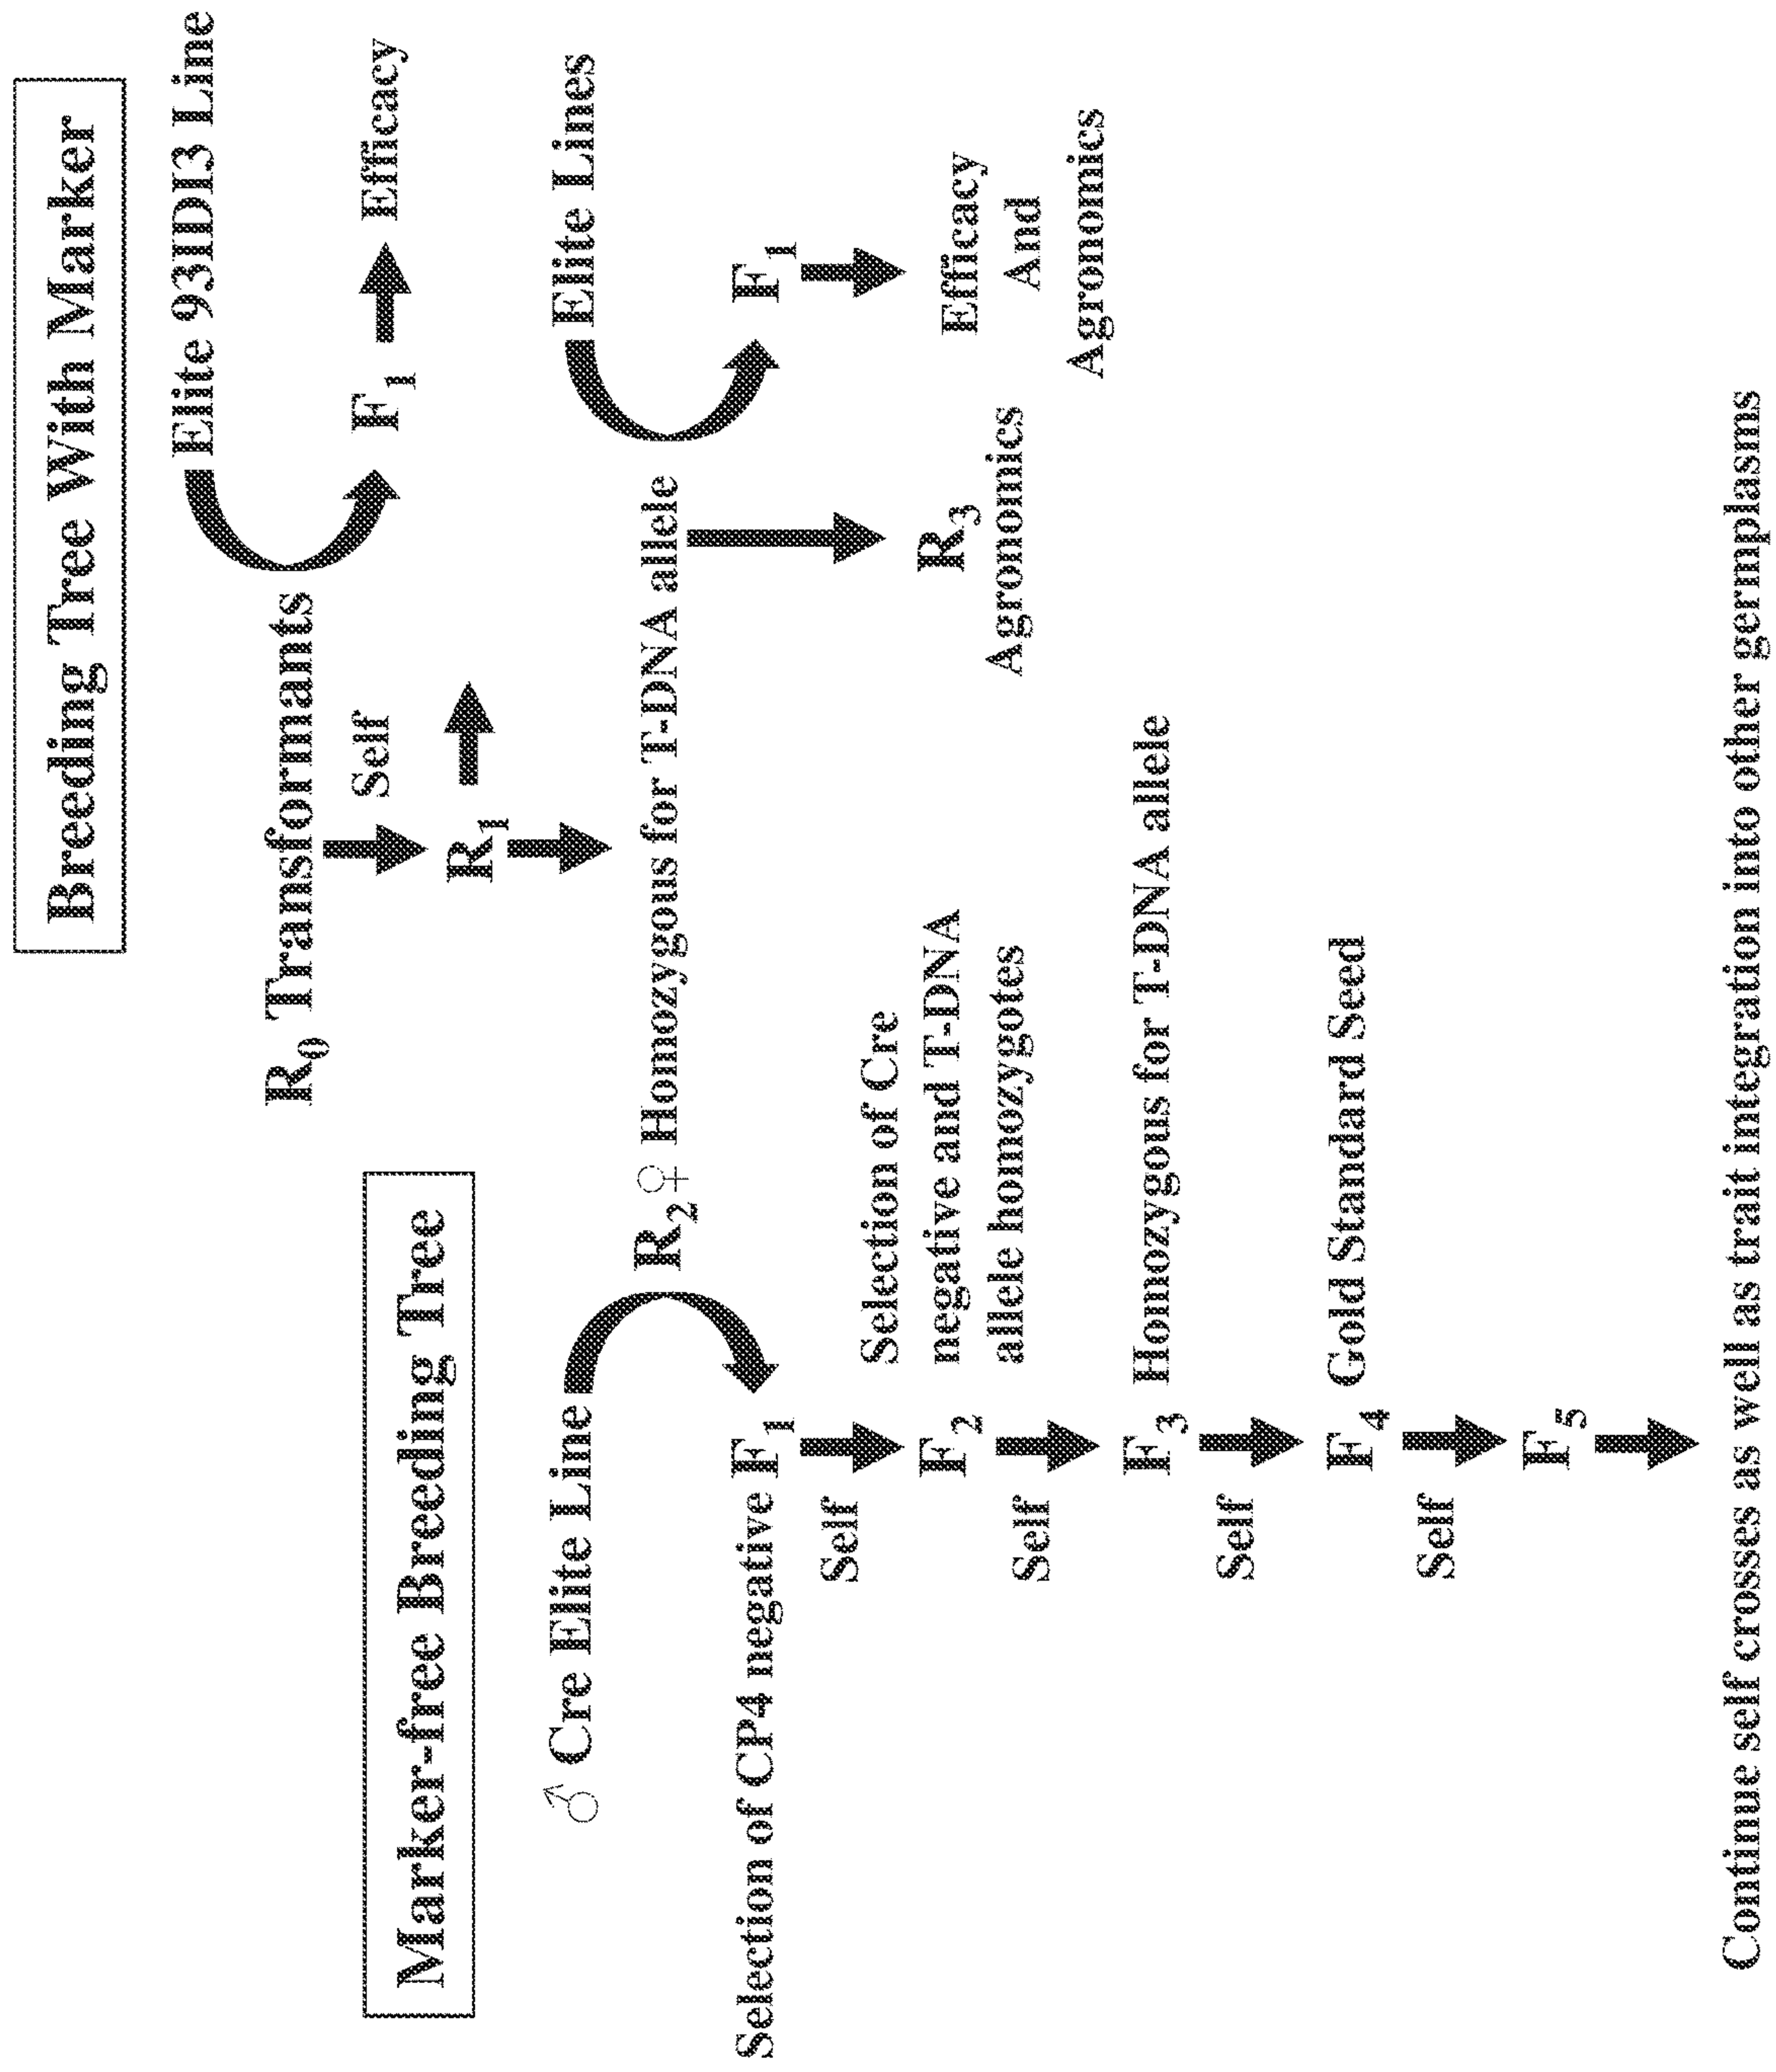 Breeding Tree With Marker
Elite 93IDI3 Line
R0 Transformants
Self
F1
Efficacy
R1
Marker-free Breeding Tree
♂ Cre Elite Line
R2 ♀ Homozygous for T-DNA allele
Elite Lines
Selection of CP4 negative F1
F1
Self
Selection of Cre
F2
negative and T-DNA
allele homozygotes
R3
Agronomics
Efficacy
And
Agronomics
Self
F3
Homozygous for T-DNA allele
Self
F4
Gold Standard Seed
Self
F5
Continue self crosses as well as trait integration into other germplasms